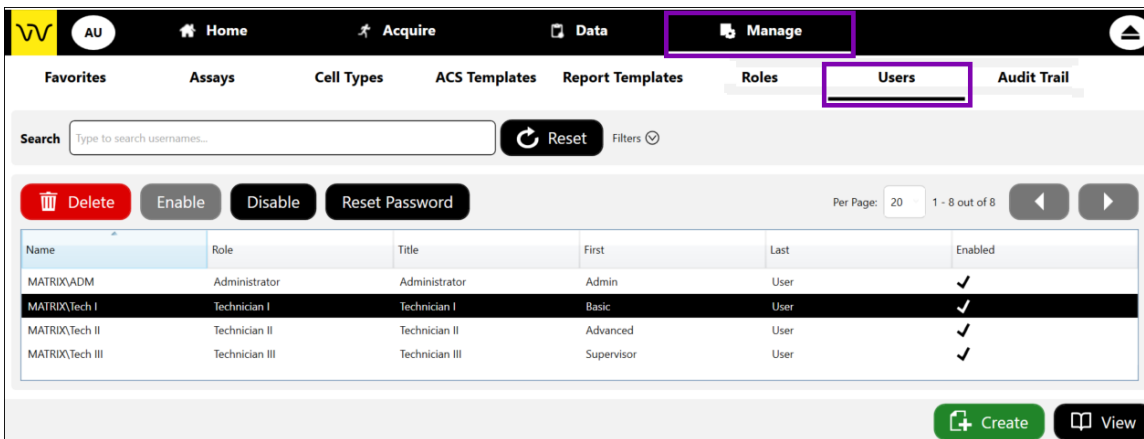 AU Home Acquire Data Manage
Favorites Assays Cell Types ACS Templates Report Templates Roles Users Audit Trail
Search Type to search usernames... Reset Filters
Delete Enable Disable Reset Password Per Page: 20 1 - 8 out of 8
Name Role Title First Last Enabled
MATRIX\ADM Administrator Administrator Admin User
MATRIX\Tech I Technician I Technician I Basic User
MATRIX\Tech II Technician II Technician II Advanced User
MATRIX\Tech III Technician III Technician III Supervisor User
Create View